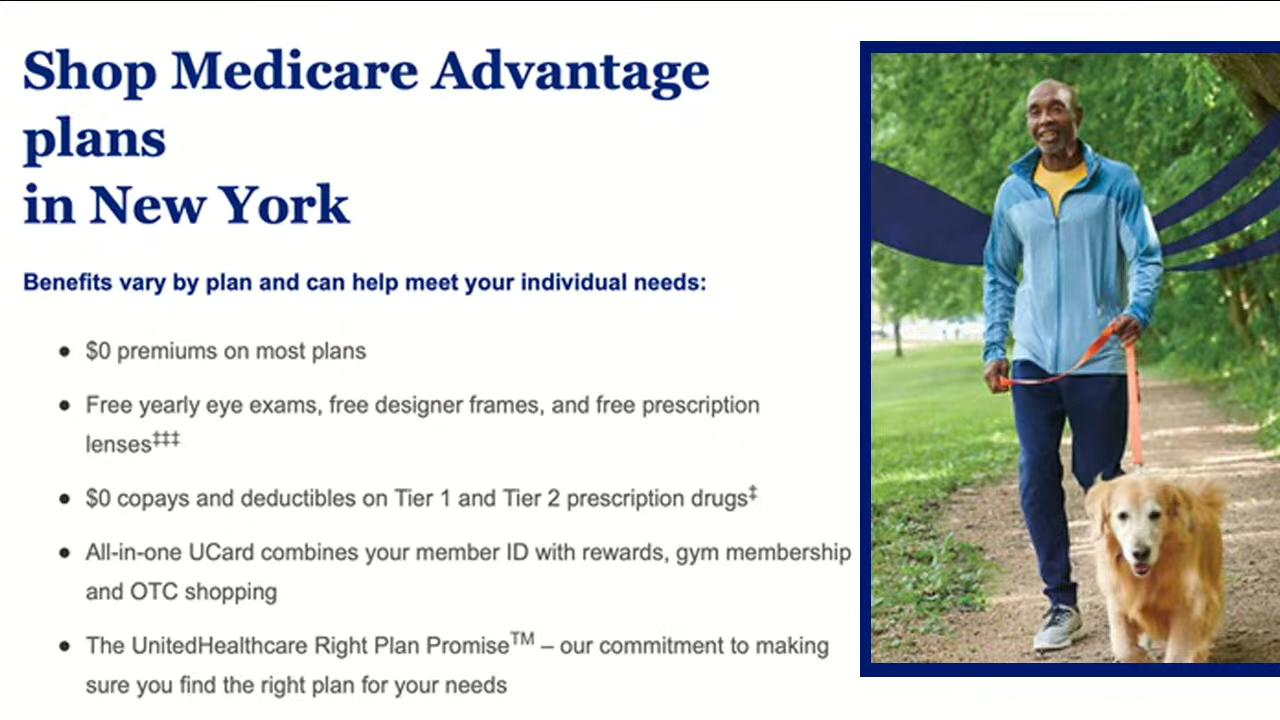 Shop Medicare Advantage
plans
in New York
Benefits vary by plan and can help meet your individual needs:
● $0 premiums on most plans
● Free yearly eye exams, free designer frames, and free prescription
lenses‡‡‡
● $0 copays and deductibles on Tier 1 and Tier 2 prescription drugs‡
● All-in-one UCard combines your member ID with rewards, gym membership
and OTC shopping
● The UnitedHealthcare Right Plan Promise™ – our commitment to making
sure you find the right plan for your needs